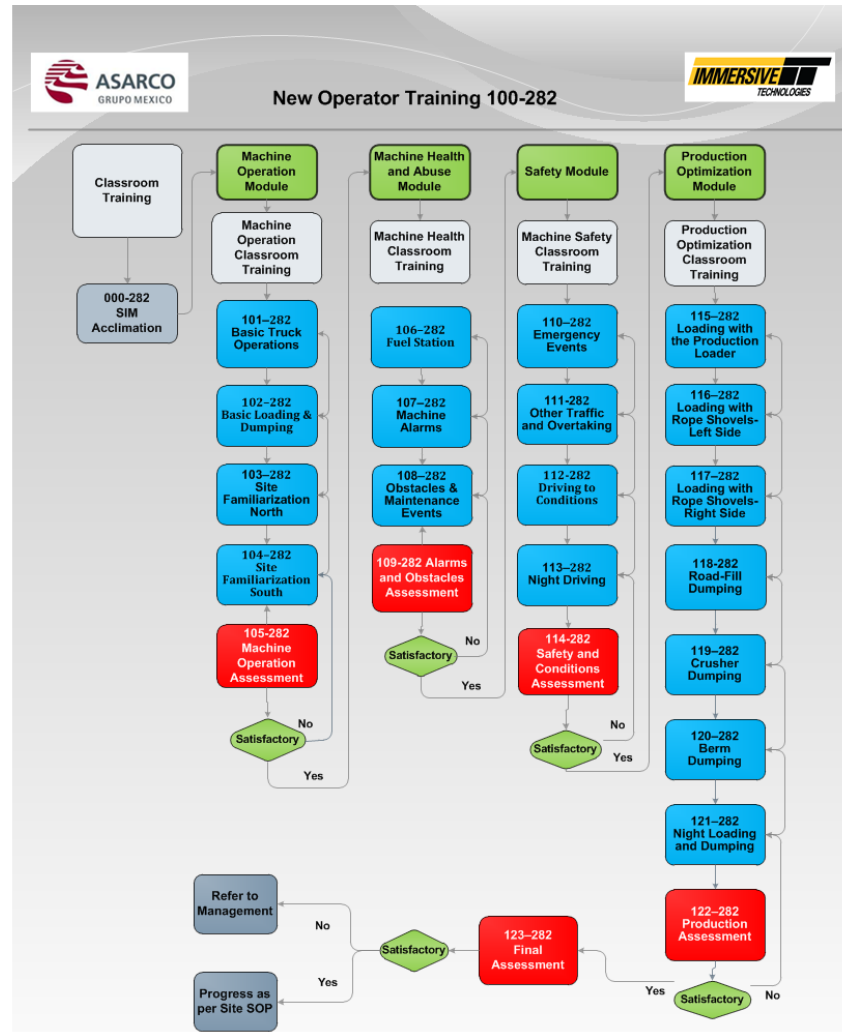 ASARCO
GRUPO MEXICO
IMMERSIVE
TECHNOLOGIES
New Operator Training 100-282
Classroom
Training
000-282
SIM
Acclimation
Machine
Operation
Module
Machine
Operation
Classroom
Training
101–282
Basic Truck
Operations
102–282
Basic Loading &
Dumping
103–282
Site
Familiarization
North
104–282
Site
Familiarization
South
105-282
Machine
Operation
Assessment
Satisfactory
No
Yes
Machine Health
and Abuse
Module
Machine Health
Classroom
Training
106–282
Fuel Station
107–282
Machine
Alarms
108–282
Obstacles &
Maintenance
Events
109-282 Alarms
and Obstacles
Assessment
Satisfactory
No
Yes
Safety Module
Machine Safety
Classroom
Training
110–282
Emergency
Events
111-282
Other Traffic
and Overtaking
112-282
Driving to
Conditions
113–282
Night Driving
114-282
Safety and
Conditions
Assessment
Satisfactory
No
Yes
Production
Optimization
Module
Production
Optimization
Classroom
Training
115–282
Loading with
the Production
Loader
116–282
Loading with
Rope Shovels-
Left Side
117–282
Loading with
Rope Shovels-
Right Side
118-282
Road-Fill
Dumping
119–282
Crusher
Dumping
120–282
Berm
Dumping
121–282
Night Loading
and Dumping
122–282
Production
Assessment
Satisfactory
No
Yes
123–282
Final
Assessment
Satisfactory
No
Refer to
Management
Yes
Progress as
per Site SOP